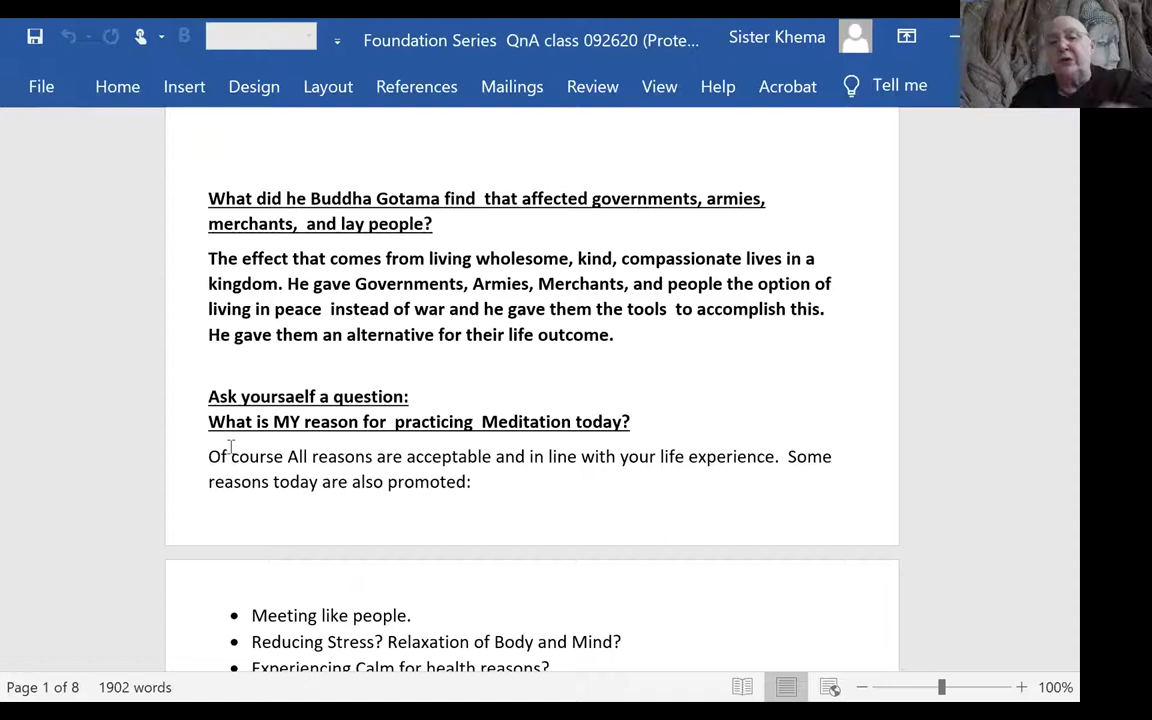 Foundation Series QnA class 092620 (Prote...
Sister Khema
File Home Insert Design Layout References Mailings Review View Help Acrobat Tell me
What did he Buddha Gotama find that affected governments, armies,
merchants, and lay people?
The effect that comes from living wholesome, kind, compassionate lives in a
kingdom. He gave Governments, Armies, Merchants, and people the option of
living in peace instead of war and he gave them the tools to accomplish this.
He gave them an alternative for their life outcome.
Ask yoursaelf a question:
What is MY reason for practicing Meditation today?
Of course All reasons are acceptable and in line with your life experience. Some
reasons today are also promoted:
• Meeting like people.
• Reducing Stress? Relaxation of Body and Mind?
• Experiencing Calm for health reasons?
Page 1 of 8 1902 words 100%